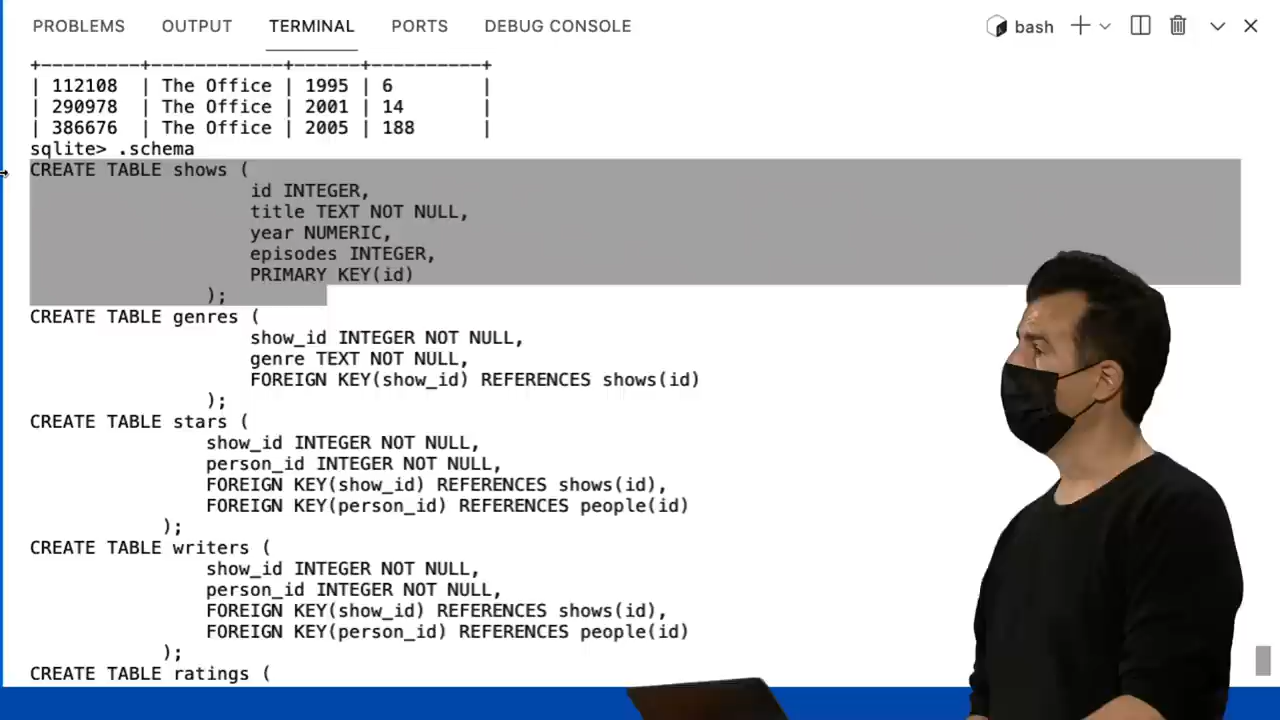 PROBLEMS OUTPUT TERMINAL PORTS DEBUG CONSOLE bash
+---------+------------+------+----------+
| 112108 | The Office | 1995 | 6 |
| 290978 | The Office | 2001 | 14 |
| 386676 | The Office | 2005 | 188 |
sqlite> .schema
CREATE TABLE shows (
id INTEGER,
title TEXT NOT NULL,
year NUMERIC,
episodes INTEGER,
PRIMARY KEY(id)
);
CREATE TABLE genres (
show_id INTEGER NOT NULL,
genre TEXT NOT NULL,
FOREIGN KEY(show_id) REFERENCES shows(id)
);
CREATE TABLE stars (
show_id INTEGER NOT NULL,
person_id INTEGER NOT NULL,
FOREIGN KEY(show_id) REFERENCES shows(id),
FOREIGN KEY(person_id) REFERENCES people(id)
);
CREATE TABLE writers (
show_id INTEGER NOT NULL,
person_id INTEGER NOT NULL,
FOREIGN KEY(show_id) REFERENCES shows(id),
FOREIGN KEY(person_id) REFERENCES people(id)
);
CREATE TABLE ratings (